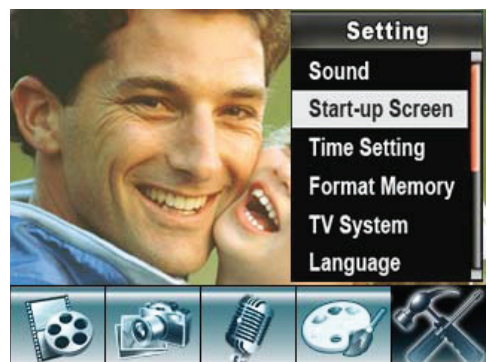 Setting
Sound
Start-up Screen
Time Setting
Format Memory
TV System
Language